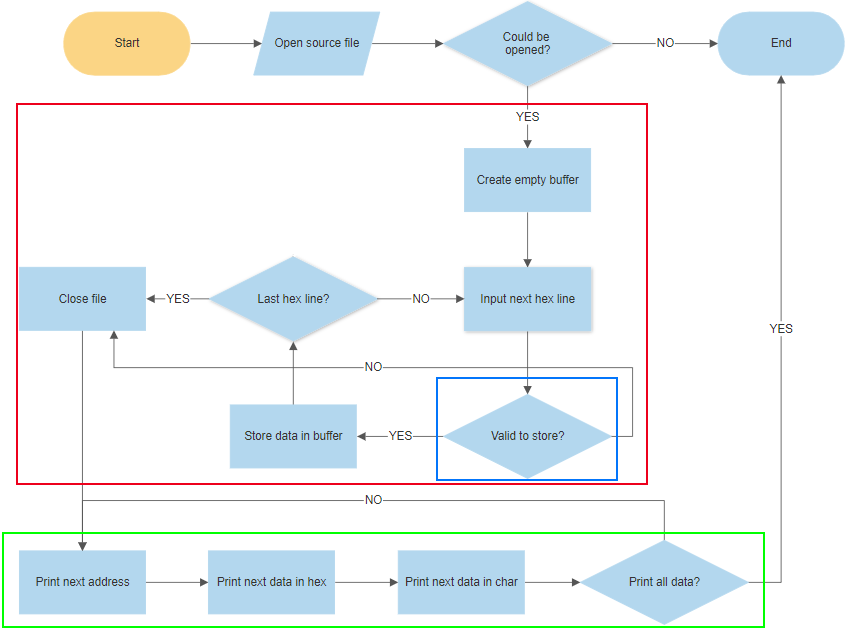 Start
Open source file
Could be
opened?
NO
End
YES
Create empty buffer
Close file
YES
Last hex line?
NO
Input next hex line
YES
NO
Store data in buffer
YES
Valid to store?
NO
Print next address
Print next data in hex
Print next data in char
Print all data?